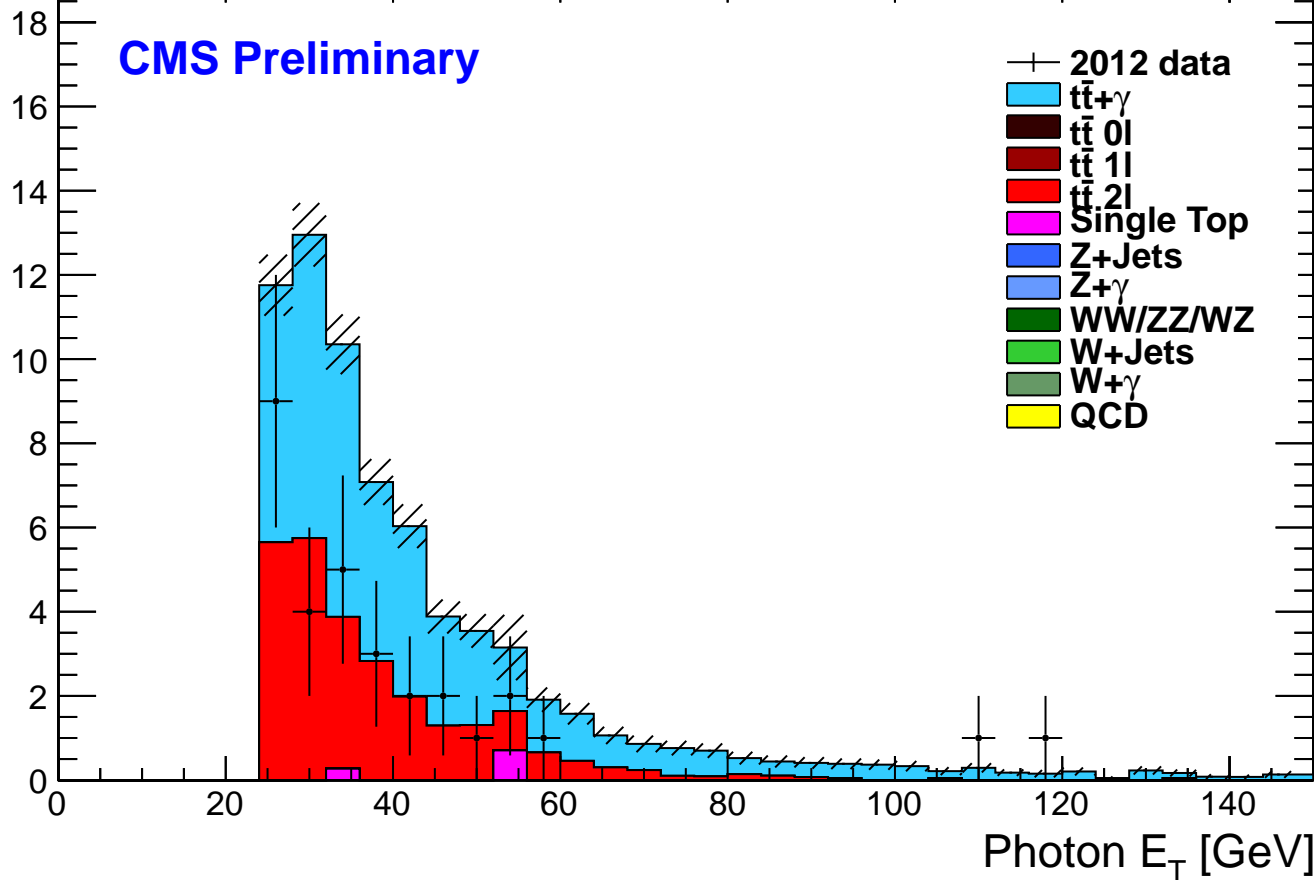 18
16
14
12
10
8
6
4
2
0
CMS Preliminary
2012 data
tt̄+γ
tt̄ 0l
tt̄ 1l
tt̄ 2l
Single Top
Z+Jets
Z+γ
WW/ZZ/WZ
W+Jets
W+γ
QCD
0 20 40 60 80 100 120 140
Photon E_T [GeV]